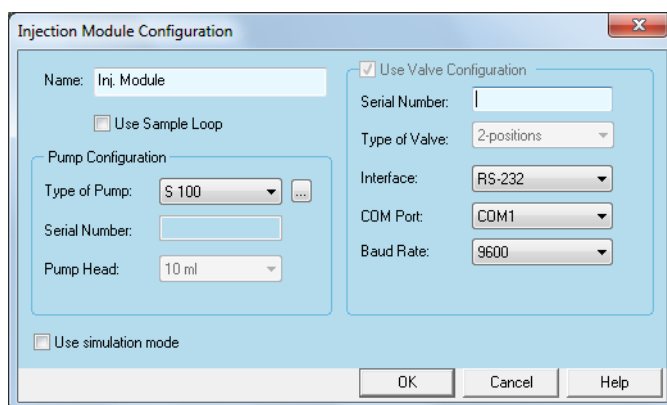 Injection Module Configuration
Name: Inj. Module
Use Sample Loop
Pump Configuration
Type of Pump: S 100 ...
Serial Number:
Pump Head: 10 ml
Use simulation mode
Use Valve Configuration
Serial Number:
Type of Valve: 2-positions
Interface: RS-232
COM Port: COM1
Baud Rate: 9600
OK Cancel Help